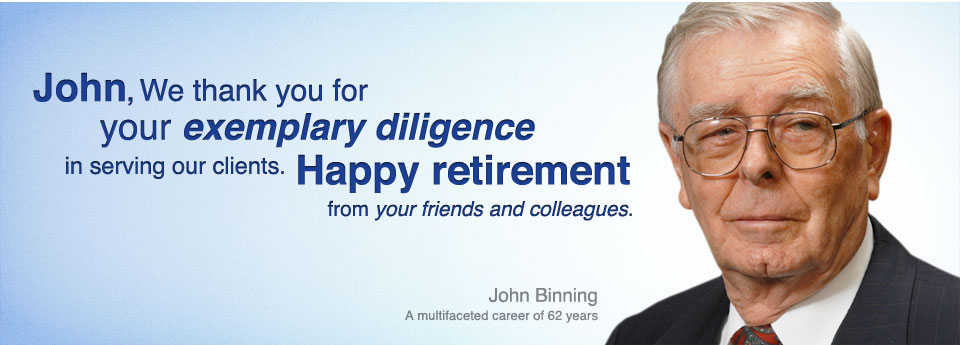 John, We thank you for
your exemplary diligence
in serving our clients. Happy retirement
from your friends and colleagues.
John Binning
A multifaceted career of 62 years